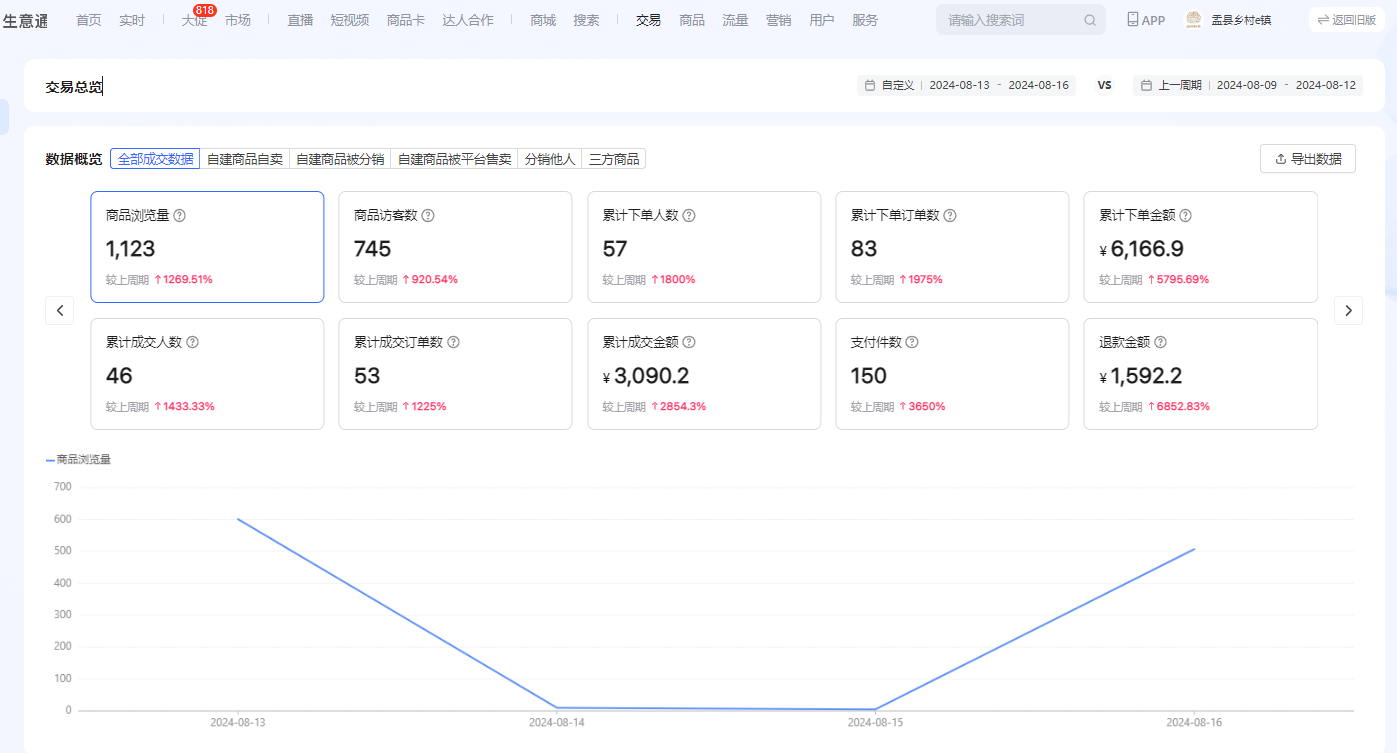 生意通 首页 实时 大促 818 市场 直播 短视频 商品卡 达人合作 商城 搜索 交易 商品 流量 营销 用户 服务 请输入搜索词 APP 孟县乡村e镇 返回旧版
交易总览 自定义 2024-08-13 - 2024-08-16 VS 上一周期 2024-08-09 - 2024-08-12
数据概览 全部成交数据 自建商品自卖 自建商品被分销 自建商品被平台售卖 分销他人 三方商品 导出数据
商品浏览量 商品访客数 累计下单人数 累计下单订单数 累计下单金额
1,123 745 57 83 ¥6,166.9
较上周期 ↑1269.51% 较上周期 ↑920.54% 较上周期 ↑1800% 较上周期 ↑1975% 较上周期 ↑5795.69%
累计成交人数 累计成交订单数 累计成交金额 支付件数 退款金额
46 53 ¥3,090.2 150 ¥1,592.2
较上周期 ↑1433.33% 较上周期 ↑1225% 较上周期 ↑2854.3% 较上周期 ↑3650% 较上周期 ↑6852.83%
商品浏览量
700
600
500
400
300
200
100
0
2024-08-13 2024-08-14 2024-08-15 2024-08-16